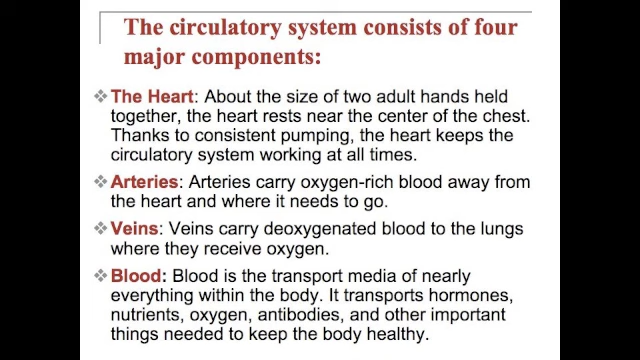 The circulatory system consists of four
major components:
❖ The Heart: About the size of two adult hands held
together, the heart rests near the center of the chest.
Thanks to consistent pumping, the heart keeps the
circulatory system working at all times.
❖ Arteries: Arteries carry oxygen-rich blood away from
the heart and where it needs to go.
❖ Veins: Veins carry deoxygenated blood to the lungs
where they receive oxygen.
❖ Blood: Blood is the transport media of nearly
everything within the body. It transports hormones,
nutrients, oxygen, antibodies, and other important
things needed to keep the body healthy.